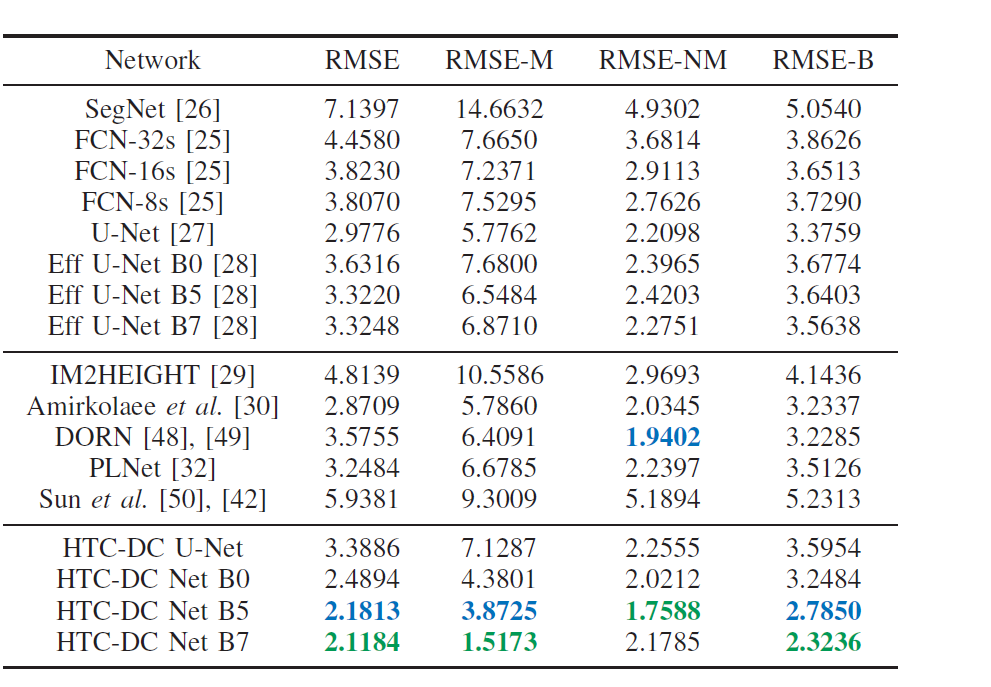 Network RMSE RMSE-M RMSE-NM RMSE-B
SegNet [26] 7.1397 14.6632 4.9302 5.0540
FCN-32s [25] 4.4580 7.6650 3.6814 3.8626
FCN-16s [25] 3.8230 7.2371 2.9113 3.6513
FCN-8s [25] 3.8070 7.5295 2.7626 3.7290
U-Net [27] 2.9776 5.7762 2.2098 3.3759
Eff U-Net B0 [28] 3.6316 7.6800 2.3965 3.6774
Eff U-Net B5 [28] 3.3220 6.5484 2.4203 3.6403
Eff U-Net B7 [28] 3.3248 6.8710 2.2751 3.5638
IM2HEIGHT [29] 4.8139 10.5586 2.9693 4.1436
Amirkolaee et al. [30] 2.8709 5.7860 2.0345 3.2337
DORN [48], [49] 3.5755 6.4091 1.9402 3.2285
PLNet [32] 3.2484 6.6785 2.2397 3.5126
Sun et al. [50], [42] 5.9381 9.3009 5.1894 5.2313
HTC-DC U-Net 3.3886 7.1287 2.2555 3.5954
HTC-DC Net B0 2.4894 4.3801 2.0212 3.2484
HTC-DC Net B5 2.1813 3.8725 1.7588 2.7850
HTC-DC Net B7 2.1184 1.5173 2.1785 2.3236